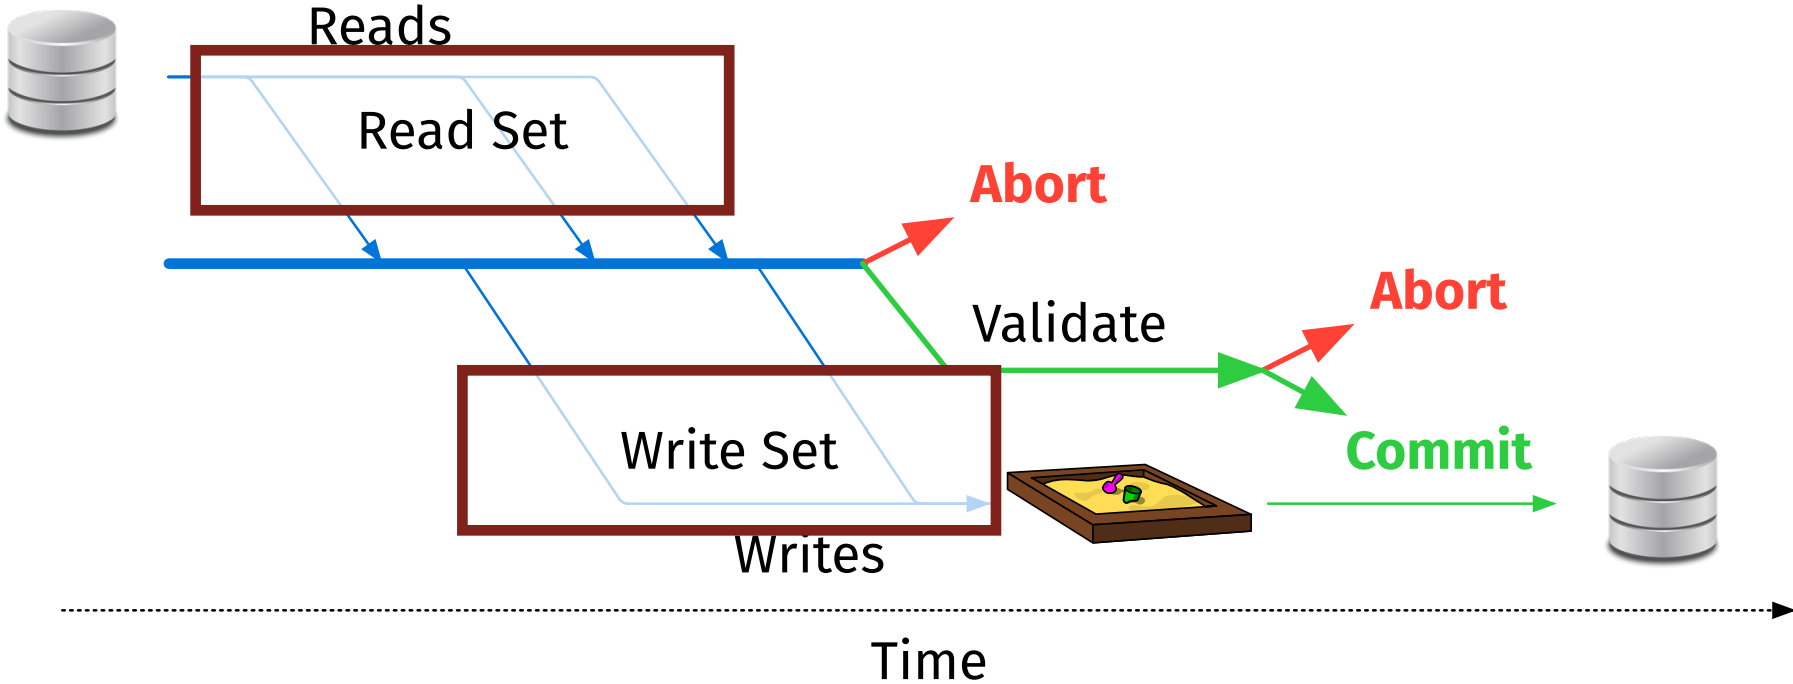 Reads
Read Set
Abort
Abort
Validate
Write Set
Commit
Writes
Time